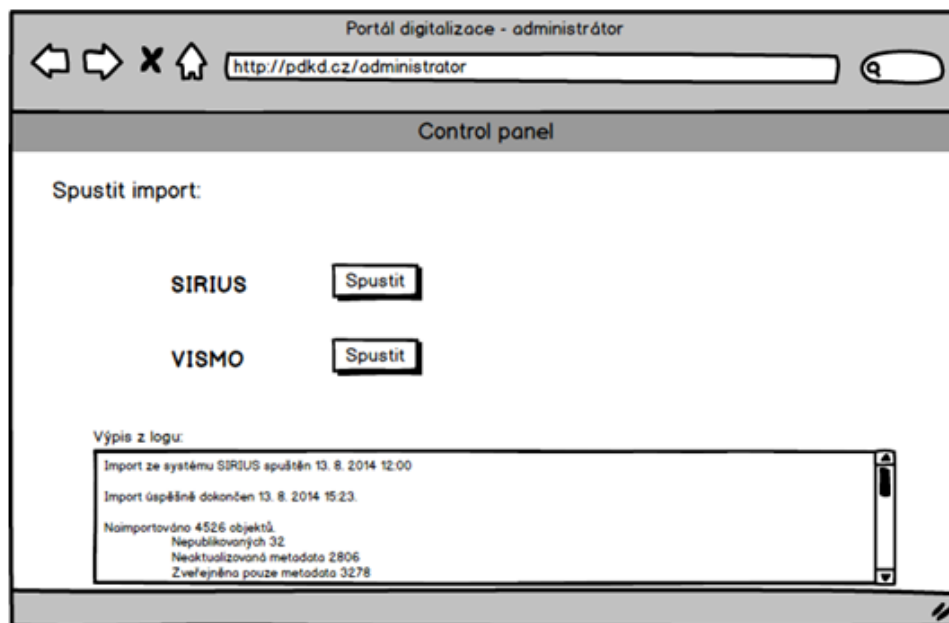 Portál digitalizace - administrátor
http://pdkd.cz/administrator
Control panel
Spustit import:
SIRIUS Spustit
VISMO Spustit
Výpis z logu:
Import ze systému SIRIUS spuštěn 13. 8. 2014 12:00
Import úspěšně dokončen 13. 8. 2014 15:23.
Naimportováno 4526 objektů.
Nepublikovaných 32
Neaktualizovaná metadata 2806
Zveřejněna pouze metadata 3278